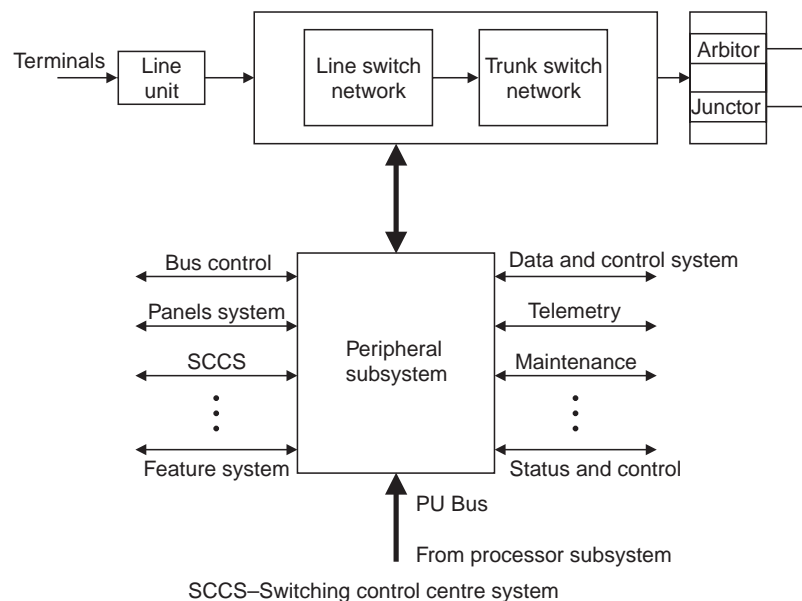 Terminals
Line
unit
Line switch
network
Trunk switch
network
Arbitor
Junctor
Bus control
Panels system
SCCS
Feature system
Peripheral
subsystem
Data and control system
Telemetry
Maintenance
Status and control
PU Bus
From processor subsystem
SCCS–Switching control centre system